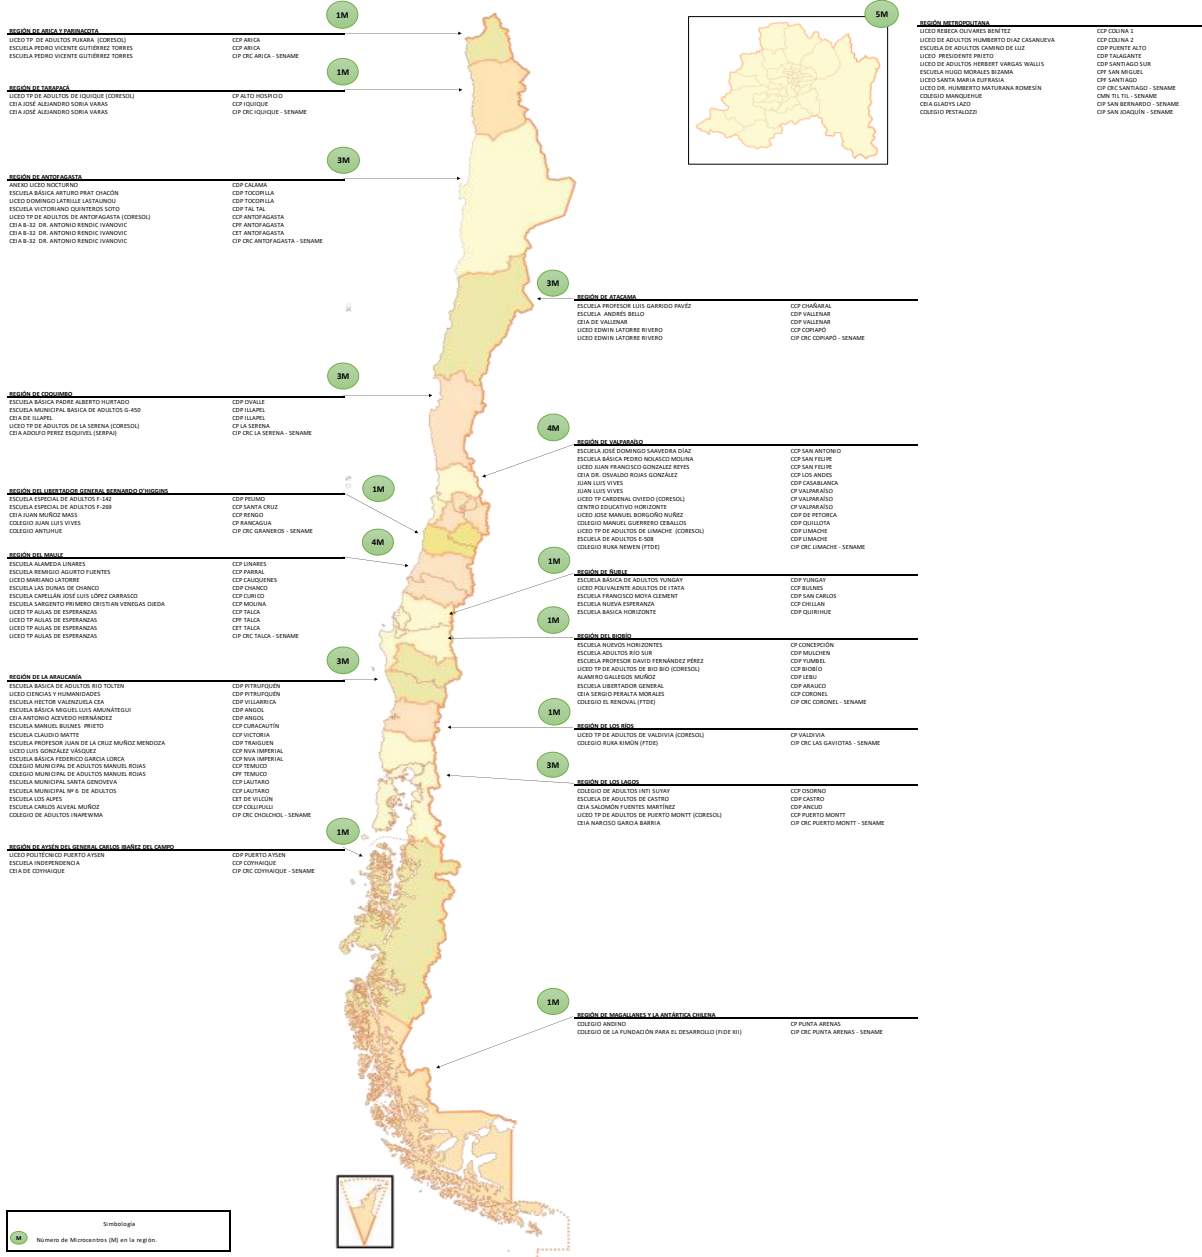 1M
REGIÓN DE ARICA Y PARINACOTA
LICEO TP DE ADULTOS PUKARA (CORESOL) CCP ARICA
ESCUELA PEDRO VICENTE GUTIÉRREZ TORRES CCP ARICA
ESCUELA PEDRO VICENTE GUTIÉRREZ TORRES CIP CRC ARICA - SENAME
1M
REGIÓN DE TARAPACÁ
LICEO TP DE ADULTOS DE IQUIQUE (CORESOL) CP ALTO HOSPICIO
CEIA JOSÉ ALEJANDRO SORIA VARAS CCP IQUIQUE
CEIA JOSÉ ALEJANDRO SORIA VARAS CIP CRC IQUIQUE - SENAME
3M
REGIÓN DE ANTOFAGASTA
ANEXO LICEO NOCTURNO CDP CALAMA
ESCUELA BÁSICA ARTURO PRAT CHACÓN CDP TOCOPILLA
LICEO DOMINGO LATRILLE LASTAUNOU CDP TOCOPILLA
ESCUELA VICTORIANO QUINTEROS SOTO CDP TAL TAL
LICEO TP DE ADULTOS DE ANTOFAGASTA (CORESOL) CCP ANTOFAGASTA
CEIA B-32 DR. ANTONIO RENDIC IVANOVIC CPF ANTOFAGASTA
CEIA B-32 DR. ANTONIO RENDIC IVANOVIC CET ANTOFAGASTA
CEIA B-32 DR. ANTONIO RENDIC IVANOVIC CIP CRC ANTOFAGASTA - SENAME
3M
REGIÓN DE COQUIMBO
ESCUELA BÁSICA PADRE ALBERTO HURTADO CDP OVALLE
ESCUELA MUNICIPAL BASICA DE ADULTOS G-450 CDP ILLAPEL
CEIA DE ILLAPEL CDP ILLAPEL
LICEO TP DE ADULTOS DE LA SERENA (CORESOL) CP LA SERENA
CEIA ADOLFO PEREZ ESQUIVEL (SERPAJ) CIP CRC LA SERENA - SENAME
1M
REGIÓN DEL LIBERTADOR GENERAL BERNARDO O'HIGGINS
ESCUELA ESPECIAL DE ADULTOS F-142 CDP PEUMO
ESCUELA ESPECIAL DE ADULTOS F-269 CCP SANTA CRUZ
CEIA JUAN MUÑOZ MASS CCP RENGO
COLEGIO JUAN LUIS VIVES CP RANCAGUA
COLEGIO ANTUHUE CIP CRC GRANEROS - SENAME
4M
REGIÓN DEL MAULE
ESCUELA ALAMEDA LINARES CCP LINARES
ESCUELA REMIGIO AGURTO FUENTES CCP PARRAL
LICEO MARIANO LATORRE CCP CAUQUENES
ESCUELA LAS DUNAS DE CHANCO CDP CHANCO
ESCUELA CAPELLÁN JOSÉ LUIS LÓPEZ CARRASCO CCP CURICO
ESCUELA SARGENTO PRIMERO CRISTIAN VENEGAS OJEDA CCP MOLINA
LICEO TP AULAS DE ESPERANZAS CCP TALCA
LICEO TP AULAS DE ESPERANZAS CPF TALCA
LICEO TP AULAS DE ESPERANZAS CET TALCA
LICEO TP AULAS DE ESPERANZAS CIP CRC TALCA - SENAME
3M
REGIÓN DE LA ARAUCANÍA
ESCUELA BASICA DE ADULTOS RIO TOLTEN CDP PITRUFQUÉN
LICEO CIENCIAS Y HUMANIDADES CDP PITRUFQUÉN
ESCUELA HECTOR VALENZUELA CEA CDP VILLARRICA
ESCUELA BÁSICA MIGUEL LUIS AMUNÁTEGUI CDP ANGOL
CEIA ANTONIO ACEVEDO HERNÁNDEZ CDP ANGOL
ESCUELA MANUEL BULNES PRIETO CCP CURACAUTÍN
ESCUELA CLAUDIO MATTE CCP VICTORIA
ESCUELA PROFESOR JUAN DE LA CRUZ MUÑOZ MENDOZA CDP TRAIGUEN
LICEO LUIS GONZÁLEZ VÁSQUEZ CCP NVA IMPERIAL
ESCUELA BÁSICA FEDERICO GARCIA LORCA CCP NVA IMPERIAL
COLEGIO MUNICIPAL DE ADULTOS MANUEL ROJAS CCP TEMUCO
COLEGIO MUNICIPAL DE ADULTOS MANUEL ROJAS CPF TEMUCO
ESCUELA MUNICIPAL SANTA GENOVEVA CCP LAUTARO
ESCUELA MUNICIPAL Nº 6 DE ADULTOS CCP LAUTARO
ESCUELA LOS ALPES CET DE VILCÚN
ESCUELA CARLOS ALVEAL MUÑOZ CCP COLLIPULLI
COLEGIO DE ADULTOS INAPEWMA CIP CRC CHOLCHOL - SENAME
1M
REGIÓN DE AYSÉN DEL GENERAL CARLOS IBAÑEZ DEL CAMPO
LICEO POLITÉCNICO PUERTO AYSEN CDP PUERTO AYSEN
ESCUELA INDEPENDENCIA CCP COYHAIQUE
CEIA DE COYHAIQUE CIP CRC COYHAIQUE - SENAME
5M
REGIÓN METROPOLITANA
LICEO REBECA OLIVARES BENÍTEZ CCP COLINA 1
LICEO DE ADULTOS HUMBERTO DIAZ CASANUEVA CCP COLINA 2
ESCUELA DE ADULTOS CAMINO DE LUZ CDP PUENTE ALTO
LICEO PRESIDENTE PRIETO CDP TALAGANTE
LICEO DE ADULTOS HERBERT VARGAS WALLIS CDP SANTIAGO SUR
ESCUELA HUGO MORALES BIZAMA CPF SAN MIGUEL
LICEO SANTA MARIA EUFRASIA CPF SANTIAGO
LICEO DR. HUMBERTO MATURANA ROMESÍN CIP CRC SANTIAGO - SENAME
COLEGIO MANQUEHUE CMN TIL TIL - SENAME
CEIA GLADYS LAZO CIP SAN BERNARDO - SENAME
COLEGIO PESTALOZZI CIP SAN JOAQUÍN - SENAME
3M
REGIÓN DE ATACAMA
ESCUELA PROFESOR LUIS GARRIDO PAVÉZ CCP CHAÑARAL
ESCUELA ANDRÉS BELLO CDP VALLENAR
CEIA DE VALLENAR CDP VALLENAR
LICEO EDWIN LATORRE RIVERO CCP COPIAPÓ
LICEO EDWIN LATORRE RIVERO CIP CRC COPIAPÓ - SENAME
4M
REGIÓN DE VALPARAÍSO
ESCUELA JOSÉ DOMINGO SAAVEDRA DÍAZ CCP SAN ANTONIO
ESCUELA BÁSICA PEDRO NOLASCO MOLINA CCP SAN FELIPE
LICEO JUAN FRANCISCO GONZALEZ REYES CCP SAN FELIPE
CEIA DR. OSVALDO ROJAS GONZÁLEZ CCP LOS ANDES
JUAN LUIS VIVES CDP CASABLANCA
JUAN LUIS VIVES CP VALPARAÍSO
LICEO TP CARDENAL OVIEDO (CORESOL) CP VALPARAÍSO
CENTRO EDUCATIVO HORIZONTE CP VALPARAÍSO
LICEO JOSE MANUEL BORGOÑO NUÑEZ CDP DE PETORCA
COLEGIO MANUEL GUERRERO CEBALLOS CDP QUILLOTA
LICEO TP DE ADULTOS DE LIMACHE (CORESOL) CDP LIMACHE
ESCUELA DE ADULTOS E-508 CDP LIMACHE
COLEGIO RUKA NEWEN (FTDE) CIP CRC LIMACHE - SENAME
1M
REGIÓN DE ÑUBLE
ESCUELA BÁSICA DE ADULTOS YUNGAY CDP YUNGAY
LICEO POLIVALENTE ADULTOS DE ITATA CCP BULNES
ESCUELA FRANCISCO MOYA CLEMENT CDP SAN CARLOS
ESCUELA NUEVA ESPERANZA CCP CHILLAN
ESCUELA BASICA HORIZONTE CDP QUIRIHUE
1M
REGIÓN DEL BIOBÍO
ESCUELA NUEVOS HORIZONTES CP CONCEPCIÓN
ESCUELA ADULTOS RÍO SUR CDP MULCHEN
ESCUELA PROFESOR DAVID FERNÁNDEZ PÉREZ CDP YUMBEL
LICEO TP DE ADULTOS DE BIO BIO (CORESOL) CCP BIOBÍO
ALAMIRO GALLEGOS MUÑOZ CDP LEBU
ESCUELA LIBERTADOR GENERAL CDP ARAUCO
CEIA SERGIO PERALTA MORALES CCP CORONEL
COLEGIO EL RENOVAL (FTDE) CIP CRC CORONEL - SENAME
1M
REGIÓN DE LOS RÍOS
LICEO TP DE ADULTOS DE VALDIVIA (CORESOL) CP VALDIVIA
COLEGIO RUKA KIMÜN (FTDE) CIP CRC LAS GAVIOTAS - SENAME
3M
REGIÓN DE LOS LAGOS
COLEGIO DE ADULTOS INTI SUYAY CCP OSORNO
ESCUELA DE ADULTOS DE CASTRO CDP CASTRO
CEIA SALOMÓN FUENTES MARTÍNEZ CDP ANCUD
LICEO TP DE ADULTOS DE PUERTO MONTT (CORESOL) CCP PUERTO MONTT
CEIA NARCISO GARCIA BARRIA CIP CRC PUERTO MONTT - SENAME
1M
REGIÓN DE MAGALLANES Y LA ANTÁRTICA CHILENA
COLEGIO ANDINO CP PUNTA ARENAS
COLEGIO DE LA FUNDACIÓN PARA EL DESARROLLO (FIDE XII) CIP CRC PUNTA ARENAS - SENAME
Simbología
M Número de Microcentros (M) en la región.